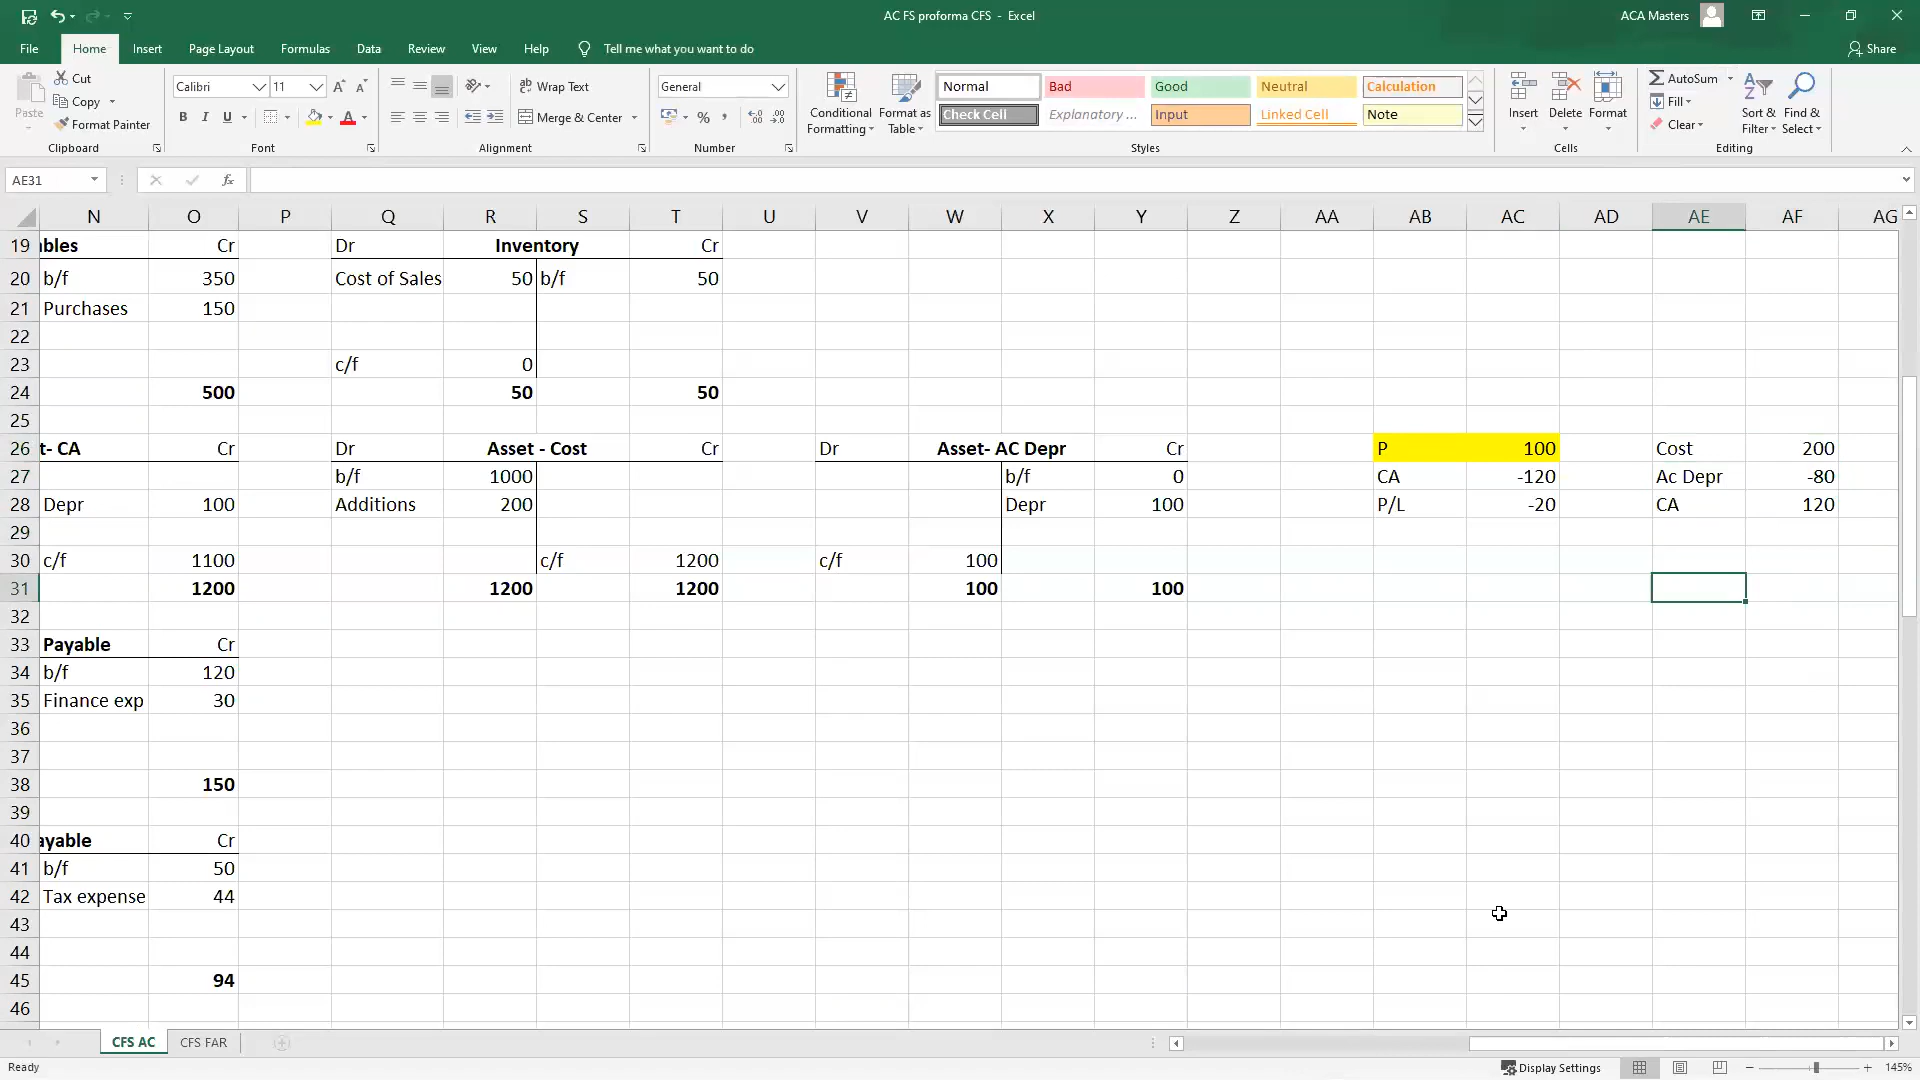 AC FS proforma CFS - Excel
ACA Masters
File Home Insert Page Layout Formulas Data Review View Help Tell me what you want to do Share
Paste Cut Calibri 11 Wrap Text General Conditional Formatting Format as Table Normal Bad Good Neutral Calculation Insert Delete Format AutoSum Sort & Filter Find & Select
Copy Fill
Format Painter B I U Merge & Center % Check Cell Explanatory ... Input Linked Cell Note Clear
Clipboard Font Alignment Number Styles Cells Editing
AE31 fx
N O P Q R S T U V W X Y Z AA AB AC AD AE AF AG
19 bles Cr Dr Inventory Cr
20 b/f 350 Cost of Sales 50 b/f 50
21 Purchases 150
22
23 c/f 0
24 500 50 50
25
26 t- CA Cr Dr Asset - Cost Cr Dr Asset- AC Depr Cr P 100 Cost 200
27 b/f 1000 b/f 0 CA -120 Ac Depr -80
28 Depr 100 Additions 200 Depr 100 P/L -20 CA 120
29
30 c/f 1100 c/f 1200 c/f 100
31 1200 1200 1200 100 100
32
33 Payable Cr
34 b/f 120
35 Finance exp 30
36
37
38 150
39
40 ayable Cr
41 b/f 50
42 Tax expense 44
43
44
45 94
46
CFS AC CFS FAR
Ready Display Settings 145%